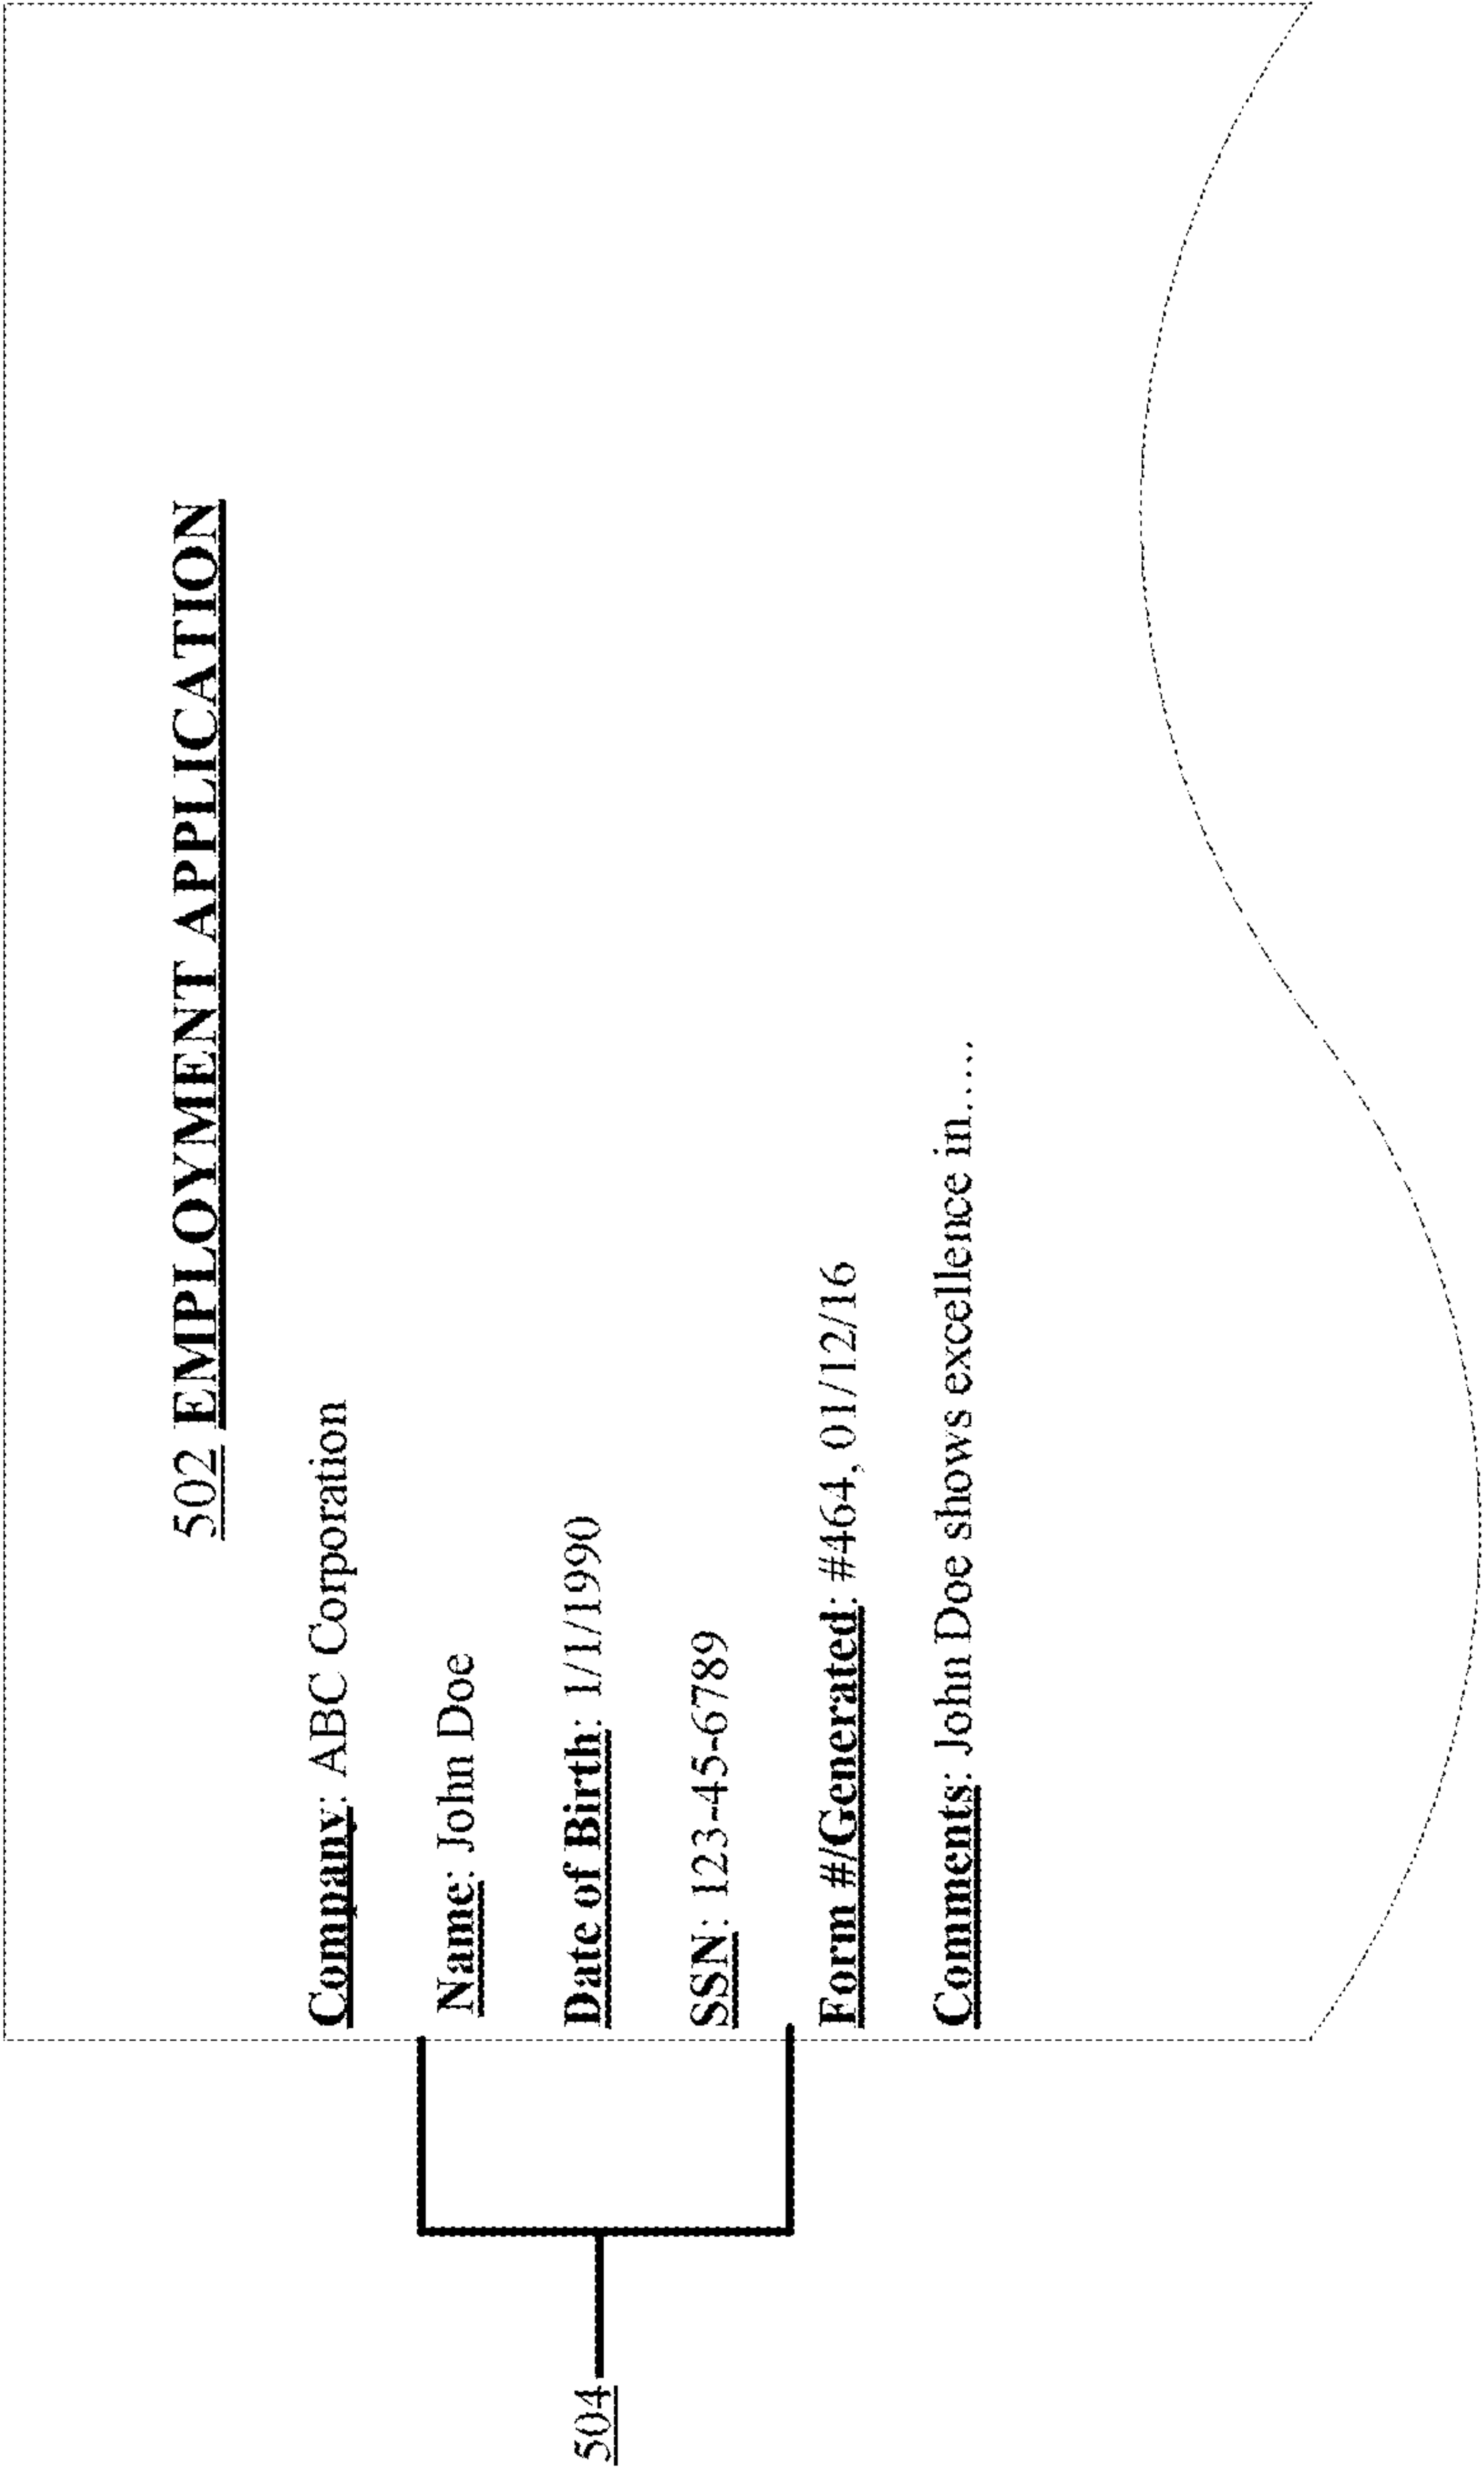 502 EMPLOYMENT APPLICATION
Company: ABC Corporation
Name: John Doe
Date of Birth: 1/1/1990
504
SSN: 123-45-6789
Form #/Generated: #464, 01/12/16
Comments: John Doe shows excellence in.....